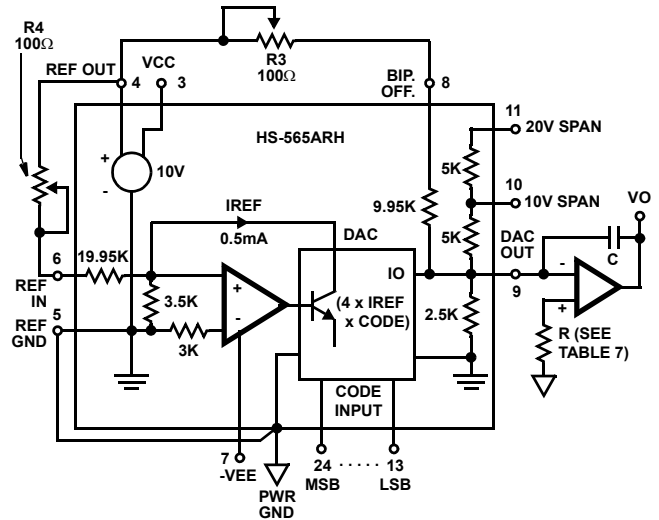 R4
100Ω
R3
100Ω
REF OUT
VCC
4
3
BIP.
OFF.
8
11
20V SPAN
HS-565ARH
+
-
10V
5K
10
10V SPAN
IREF
0.5mA
9.95K
5K
DAC
OUT
VO
6
19.95K
DAC
IO
C
REF
IN
9
3.5K
+
-
(4 x IREF
x CODE)
2.5K
-
+
5
REF
GND
3K
R (SEE
TABLE 7)
CODE
INPUT
7
-VEE
PWR
GND
24 ····· 13
MSB LSB